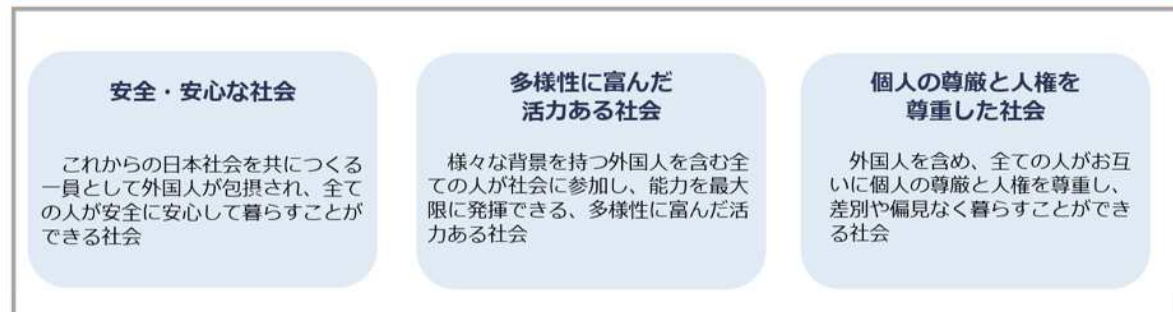 安全・安心な社会
これからの日本社会を共につくる
一員として外国人が包摂され、全て
の人が安全に安心して暮らすことが
できる社会
多様性に富んだ
活力ある社会
様々な背景を持つ外国人を含む全
ての人が社会に参加し、能力を最大
限に発揮できる、多様性に富んだ活
力ある社会
個人の尊厳と人権を
尊重した社会
外国人を含め、全ての人がお互
いに個人の尊厳と人権を尊重し、
差別や偏見なく暮らすことができ
る社会